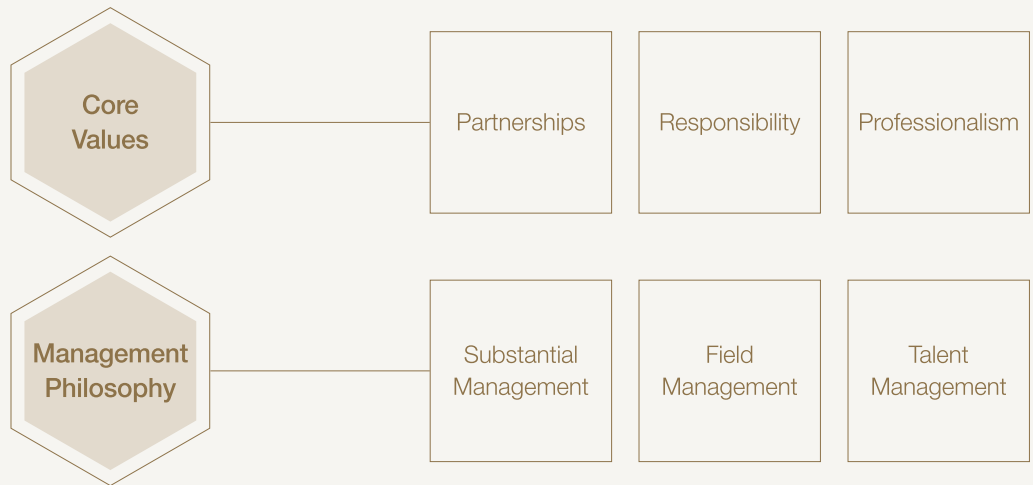 Core
Values
Partnerships
Responsibility
Professionalism
Management
Philosophy
Substantial
Management
Field
Management
Talent
Management